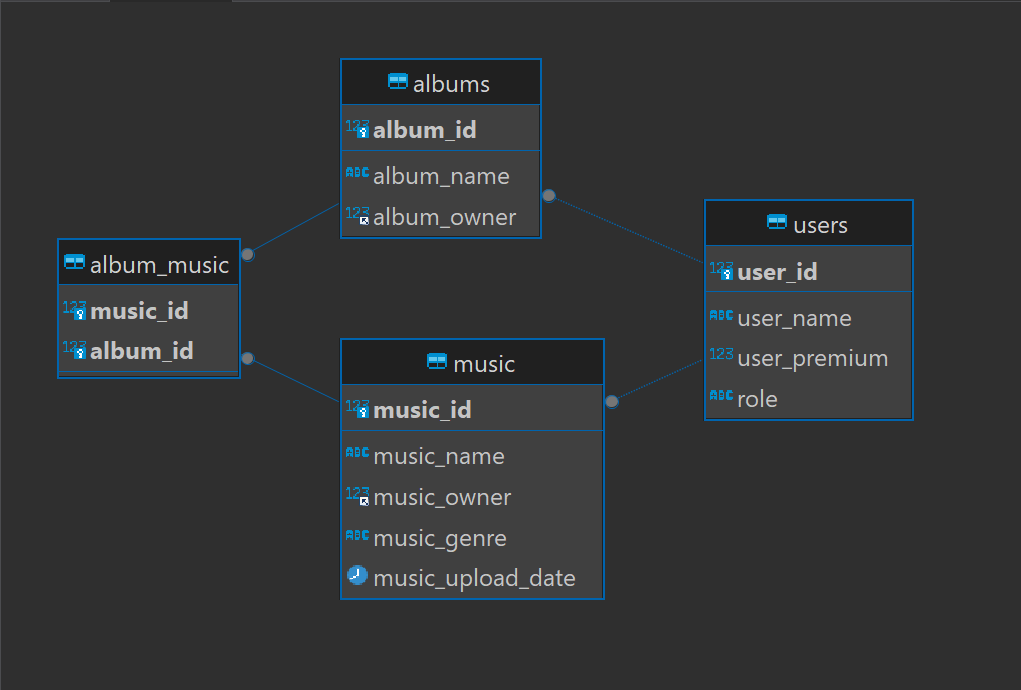 albums
123 album_id
ABC album_name
123 album_owner
users
123 user_id
ABC user_name
123 user_premium
ABC role
album_music
123 music_id
123 album_id
music
123 music_id
ABC music_name
123 music_owner
ABC music_genre
music_upload_date